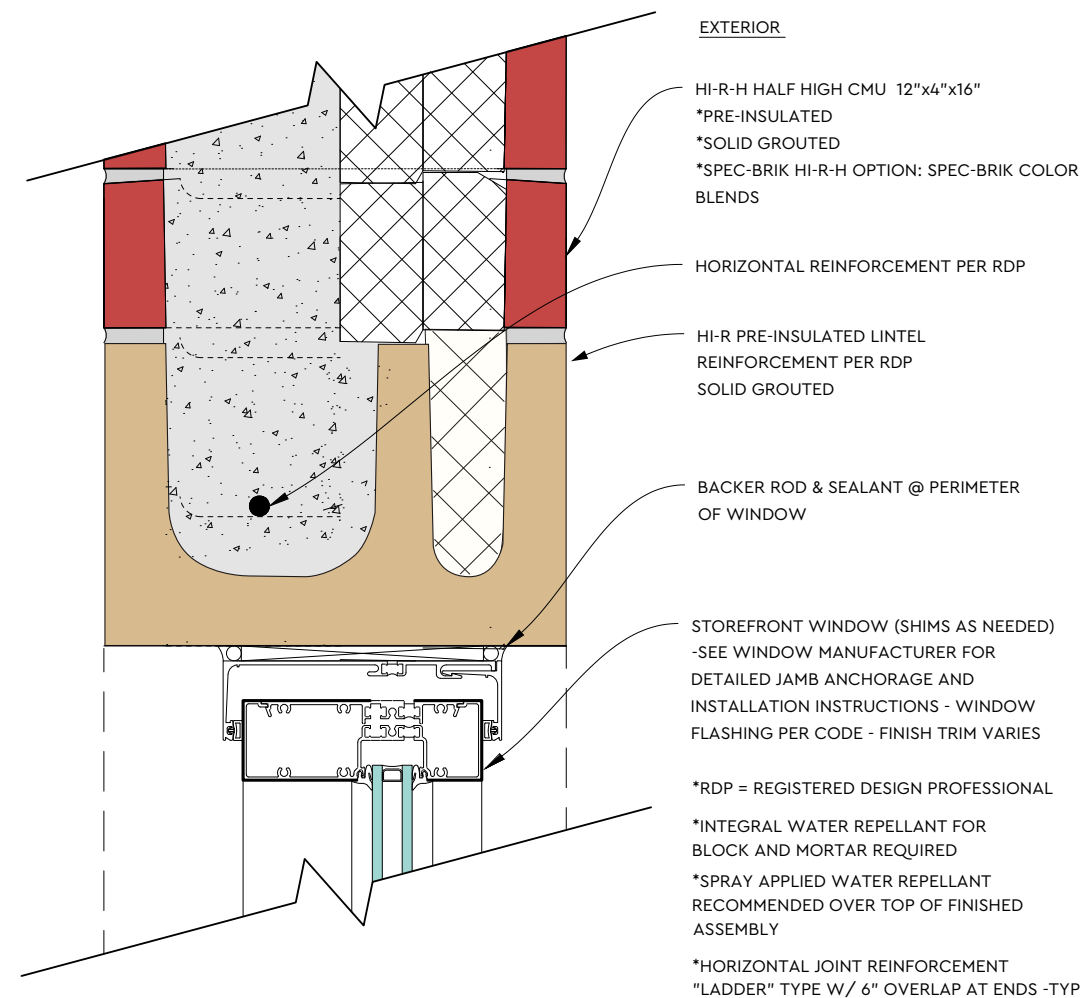 EXTERIOR
HI-R-H HALF HIGH CMU 12"x4"x16"
*PRE-INSULATED
*SOLID GROUTED
*SPEC-BRIK HI-R-H OPTION: SPEC-BRIK COLOR
BLENDS
HORIZONTAL REINFORCEMENT PER RDP
HI-R PRE-INSULATED LINTEL
REINFORCEMENT PER RDP
SOLID GROUTED
BACKER ROD & SEALANT @ PERIMETER
OF WINDOW
STOREFRONT WINDOW (SHIMS AS NEEDED)
-SEE WINDOW MANUFACTURER FOR
DETAILED JAMB ANCHORAGE AND
INSTALLATION INSTRUCTIONS - WINDOW
FLASHING PER CODE - FINISH TRIM VARIES
*RDP = REGISTERED DESIGN PROFESSIONAL
*INTEGRAL WATER REPELLANT FOR
BLOCK AND MORTAR REQUIRED
*SPRAY APPLIED WATER REPELLANT
RECOMMENDED OVER TOP OF FINISHED
ASSEMBLY
*HORIZONTAL JOINT REINFORCEMENT
"LADDER" TYPE W/ 6" OVERLAP AT ENDS -TYP